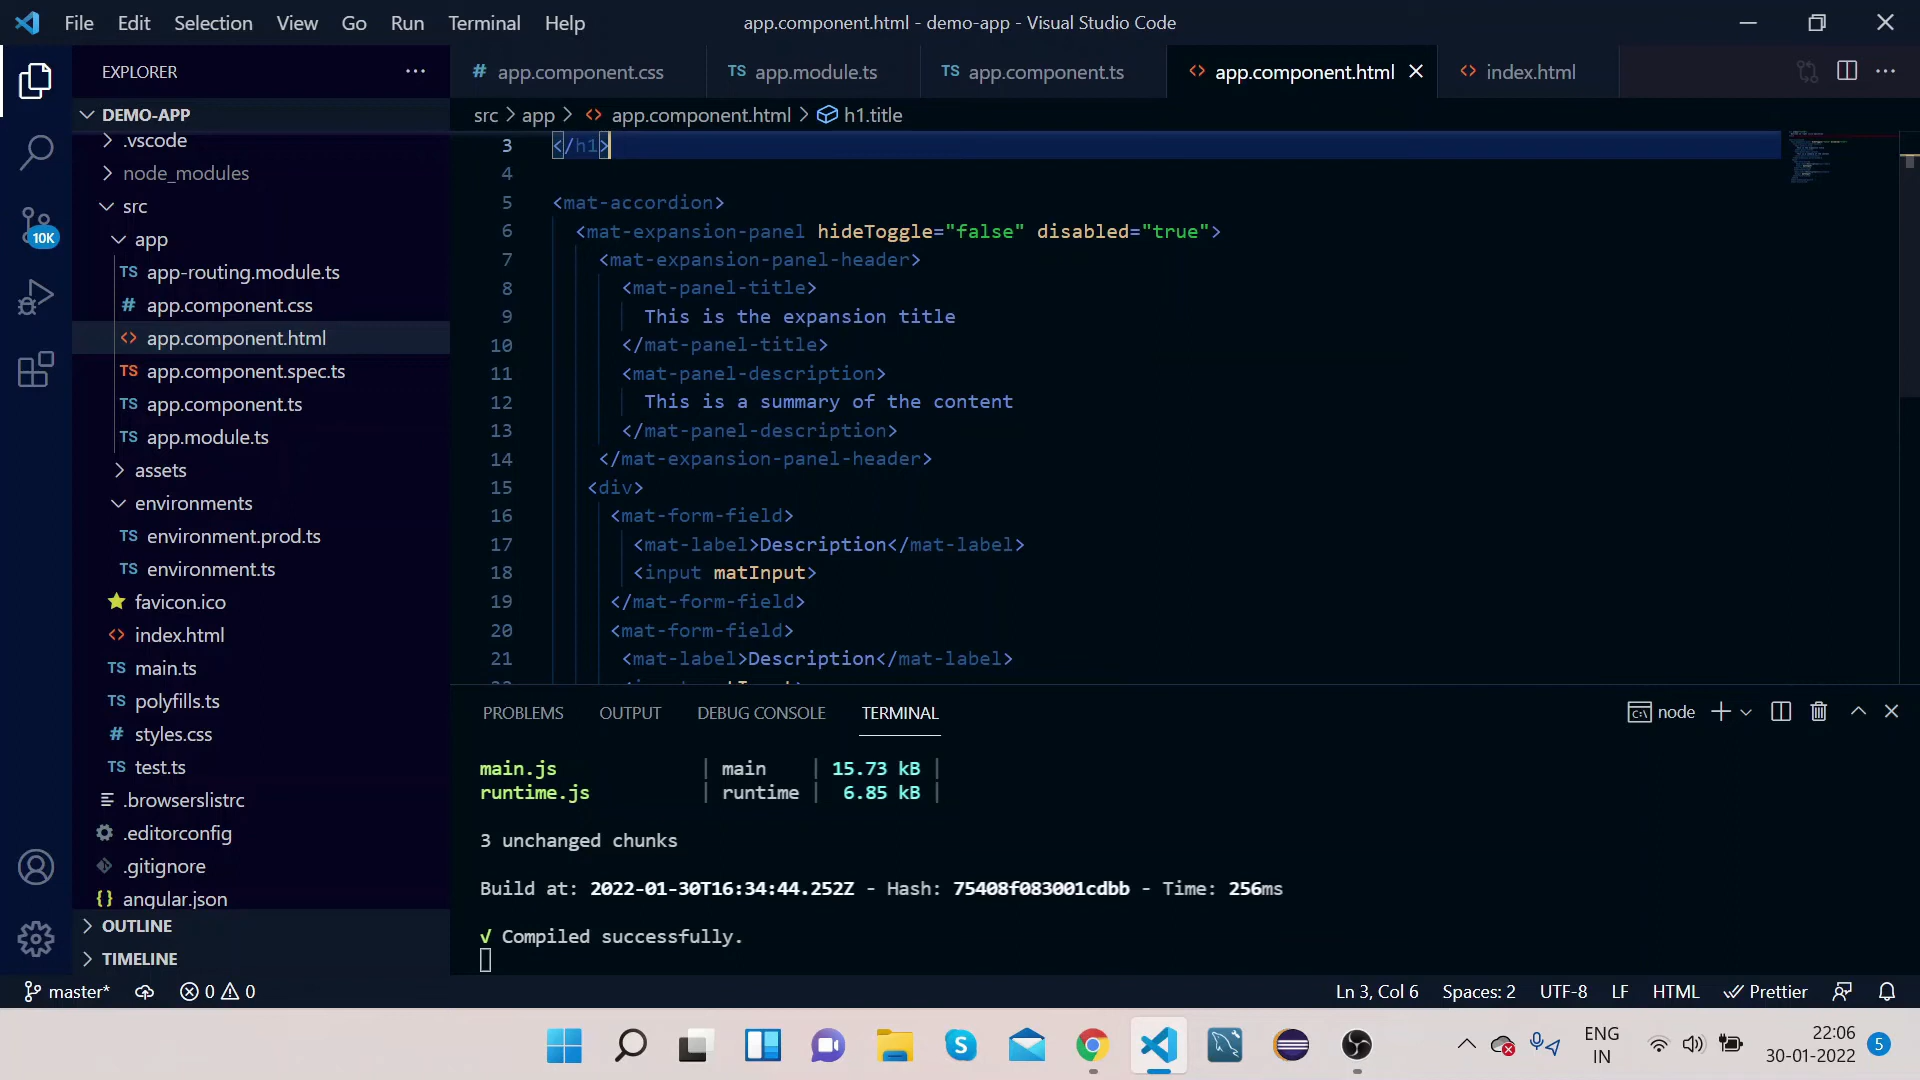 File Edit Selection View Go Run Terminal Help
app.component.html - demo-app - Visual Studio Code
EXPLORER
# app.component.css
TS app.module.ts
TS app.component.ts
<> app.component.html
<> index.html
DEMO-APP
.vscode
node_modules
src
app
TS app-routing.module.ts
# app.component.css
<> app.component.html
TS app.component.spec.ts
TS app.component.ts
TS app.module.ts
assets
environments
TS environment.prod.ts
TS environment.ts
favicon.ico
<> index.html
TS main.ts
TS polyfills.ts
# styles.css
TS test.ts
.browserslistrc
.editorconfig
.gitignore
{} angular.json
OUTLINE
TIMELINE
10K
src > app > <> app.component.html > h1.title
3 </h1>
4
5 <mat-accordion>
6 <mat-expansion-panel hideToggle="false" disabled="true">
7 <mat-expansion-panel-header>
8 <mat-panel-title>
9 This is the expansion title
10 </mat-panel-title>
11 <mat-panel-description>
12 This is a summary of the content
13 </mat-panel-description>
14 </mat-expansion-panel-header>
15 <div>
16 <mat-form-field>
17 <mat-label>Description</mat-label>
18 <input matInput>
19 </mat-form-field>
20 <mat-form-field>
21 <mat-label>Description</mat-label>
PROBLEMS OUTPUT DEBUG CONSOLE TERMINAL
node
main.js | main | 15.73 kB |
runtime.js | runtime | 6.85 kB |
3 unchanged chunks
Build at: 2022-01-30T16:34:44.252Z - Hash: 75408f083001cdbb - Time: 256ms
√ Compiled successfully.
master* 0 0
Ln 3, Col 6 Spaces: 2 UTF-8 LF HTML Prettier
ENG
IN
22:06
30-01-2022
5